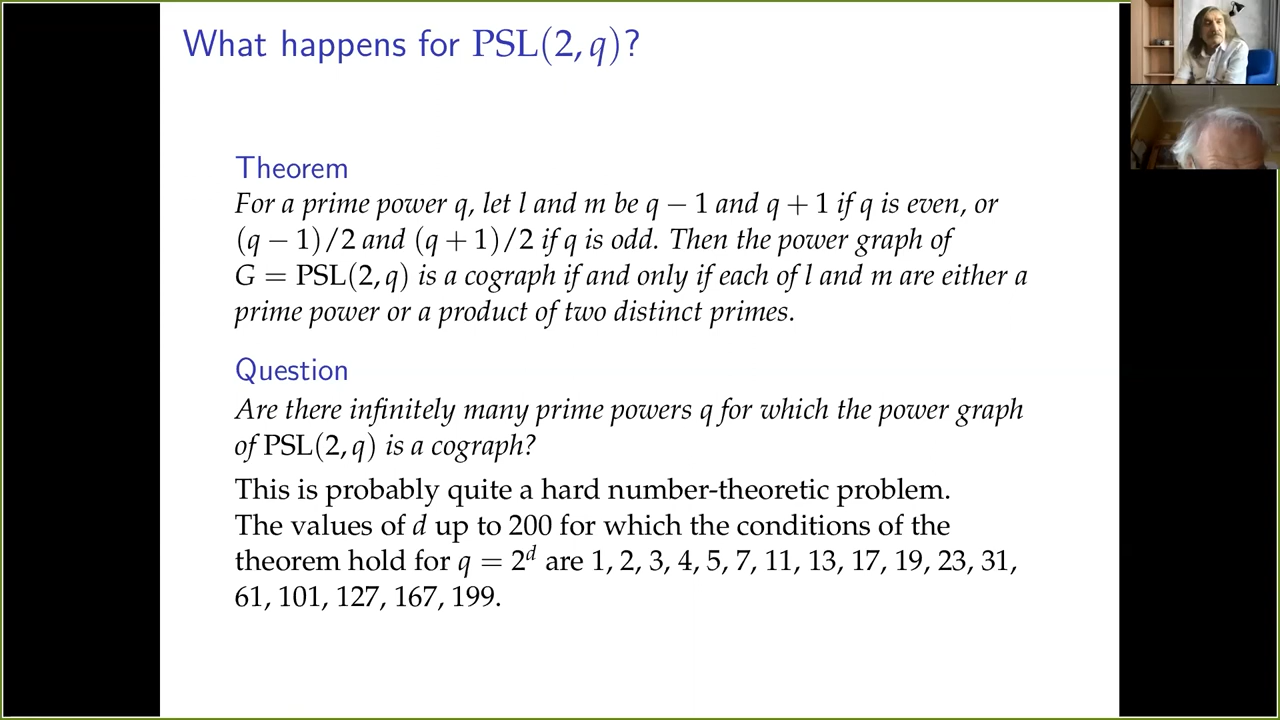 What happens for PSL(2, q)?
Theorem
For a prime power q, let l and m be q − 1 and q + 1 if q is even, or
(q − 1)/2 and (q + 1)/2 if q is odd. Then the power graph of
G = PSL(2, q) is a cograph if and only if each of l and m are either a
prime power or a product of two distinct primes.
Question
Are there infinitely many prime powers q for which the power graph
of PSL(2, q) is a cograph?
This is probably quite a hard number-theoretic problem.
The values of d up to 200 for which the conditions of the
theorem hold for q = 2^d are 1, 2, 3, 4, 5, 7, 11, 13, 17, 19, 23, 31,
61, 101, 127, 167, 199.